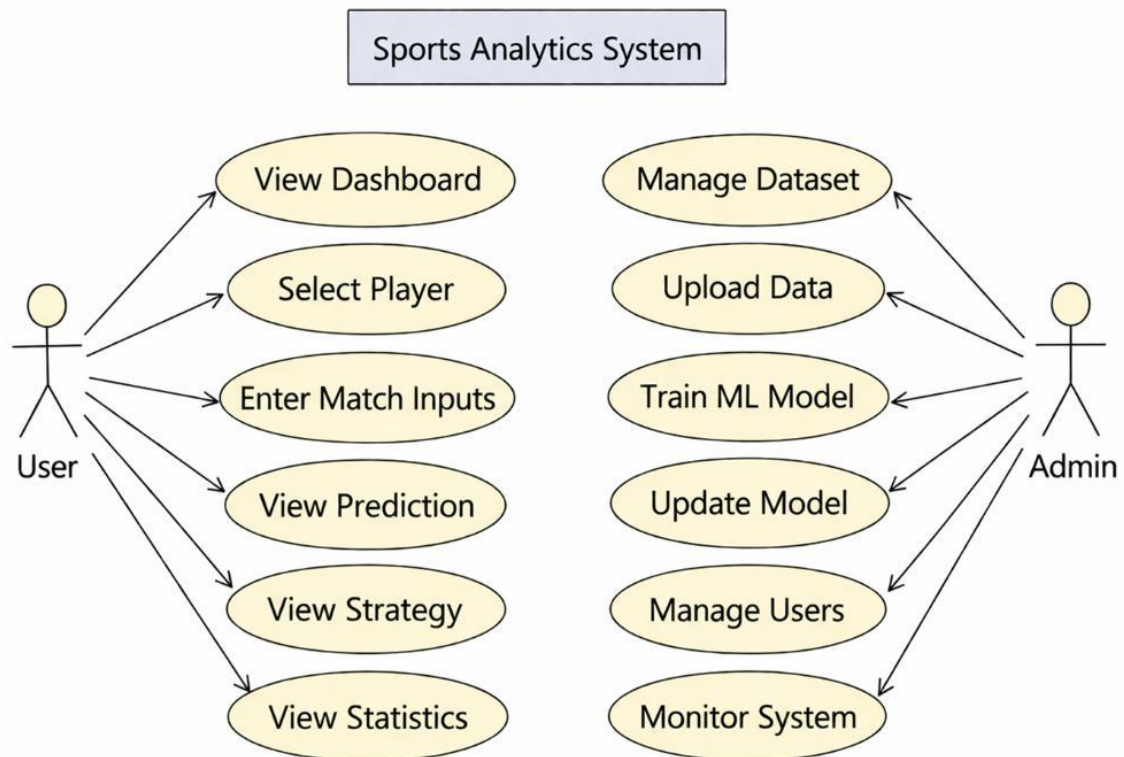 Sports Analytics System
View Dashboard
Select Player
Enter Match Inputs
View Prediction
View Strategy
View Statistics
User
Manage Dataset
Upload Data
Train ML Model
Update Model
Manage Users
Monitor System
Admin